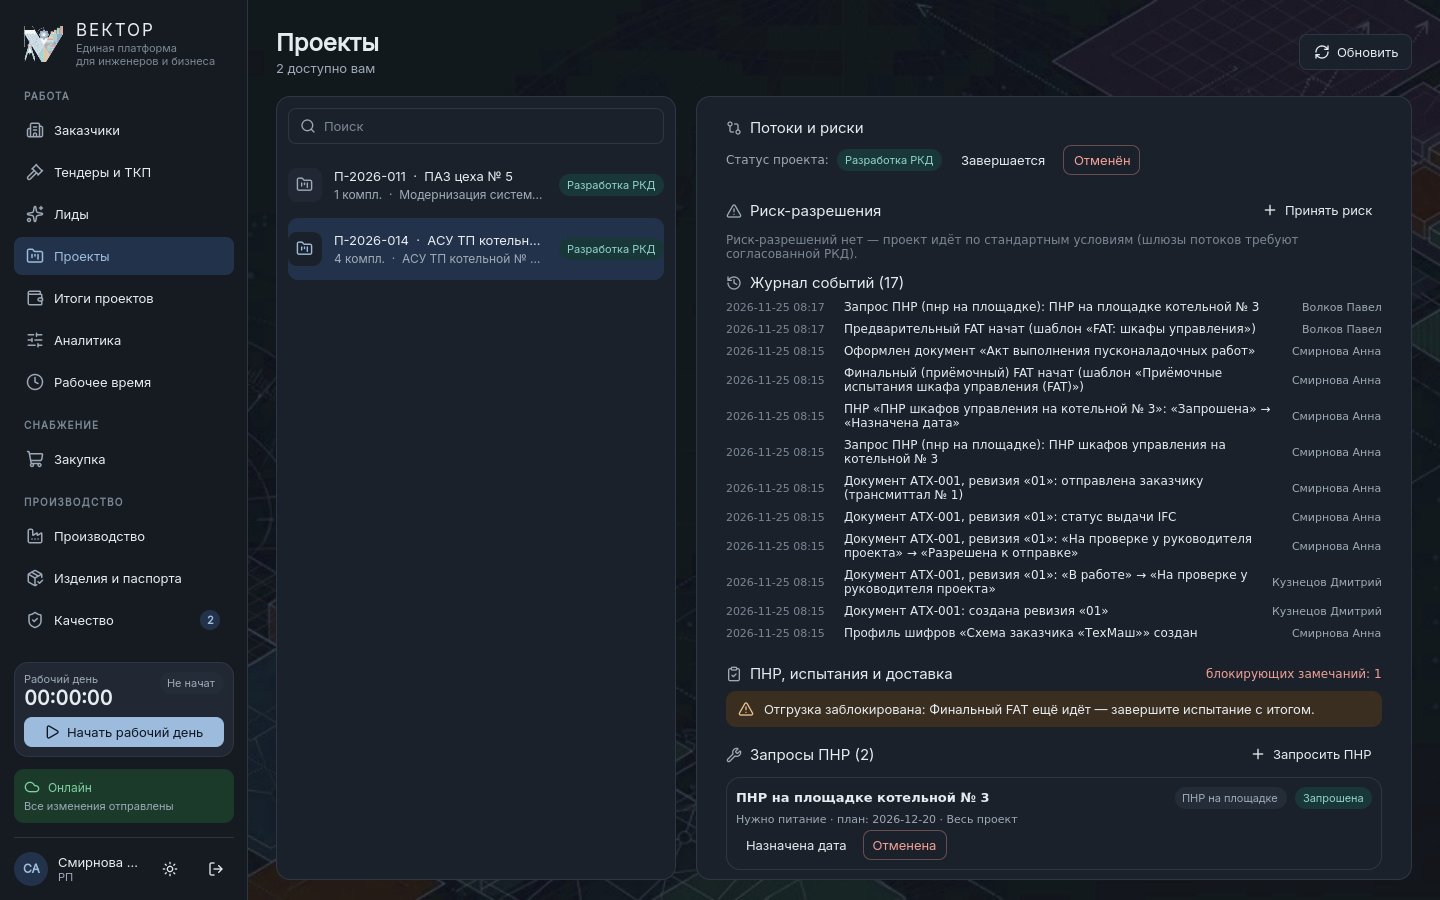 ВЕКТОР
Единая платформа
для инженеров и бизнеса
РАБОТА
Заказчики
Тендеры и ТКП
Лиды
Проекты
Итоги проектов
Аналитика
Рабочее время
СНАБЖЕНИЕ
Закупка
ПРОИЗВОДСТВО
Производство
Изделия и паспорта
Качество 2
Рабочий день
Не начат
00:00:00
Начать рабочий день
Онлайн
Все изменения отправлены
СА
Смирнова ...
РП
Проекты
2 доступно вам
Обновить
Поиск
П-2026-011 · ПАЗ цеха № 5
1 компл. · Модернизация систем...
Разработка РКД
П-2026-014 · АСУ ТП котельн...
4 компл. · АСУ ТП котельной № ...
Разработка РКД
Потоки и риски
Статус проекта: Разработка РКД Завершается Отменён
Риск-разрешения
Принять риск
Риск-разрешений нет — проект идёт по стандартным условиям (шлюзы потоков требуют
согласованной РКД).
Журнал событий (17)
2026-11-25 08:17 Запрос ПНР (пнр на площадке): ПНР на площадке котельной № 3 Волков Павел
2026-11-25 08:17 Предварительный FAT начат (шаблон «FAT: шкафы управления») Волков Павел
2026-11-25 08:15 Оформлен документ «Акт выполнения пусконаладочных работ» Смирнова Анна
2026-11-25 08:15 Финальный (приёмочный) FAT начат (шаблон «Приёмочные
испытания шкафа управления (FAT)») Смирнова Анна
2026-11-25 08:15 ПНР «ПНР шкафов управления на котельной № 3»: «Запрошена» →
«Назначена дата» Смирнова Анна
2026-11-25 08:15 Запрос ПНР (пнр на площадке): ПНР шкафов управления на
котельной № 3 Смирнова Анна
2026-11-25 08:15 Документ АТХ-001, ревизия «01»: отправлена заказчику
(трансмиттал № 1) Смирнова Анна
2026-11-25 08:15 Документ АТХ-001, ревизия «01»: статус выдачи IFC Смирнова Анна
2026-11-25 08:15 Документ АТХ-001, ревизия «01»: «На проверке у руководителя
проекта» → «Разрешена к отправке» Смирнова Анна
2026-11-25 08:15 Документ АТХ-001, ревизия «01»: «В работе» → «На проверке у
руководителя проекта» Кузнецов Дмитрий
2026-11-25 08:15 Документ АТХ-001: создана ревизия «01» Кузнецов Дмитрий
2026-11-25 08:15 Профиль шифров «Схема заказчика «ТехМаш»» создан Смирнова Анна
ПНР, испытания и доставка
блокирующих замечаний: 1
Отгрузка заблокирована: Финальный FAT ещё идёт — завершите испытание с итогом.
Запросы ПНР (2)
Запросить ПНР
ПНР на площадке котельной № 3
ПНР на площадке Запрошена
Нужно питание · план: 2026-12-20 · Весь проект
Назначена дата Отменена